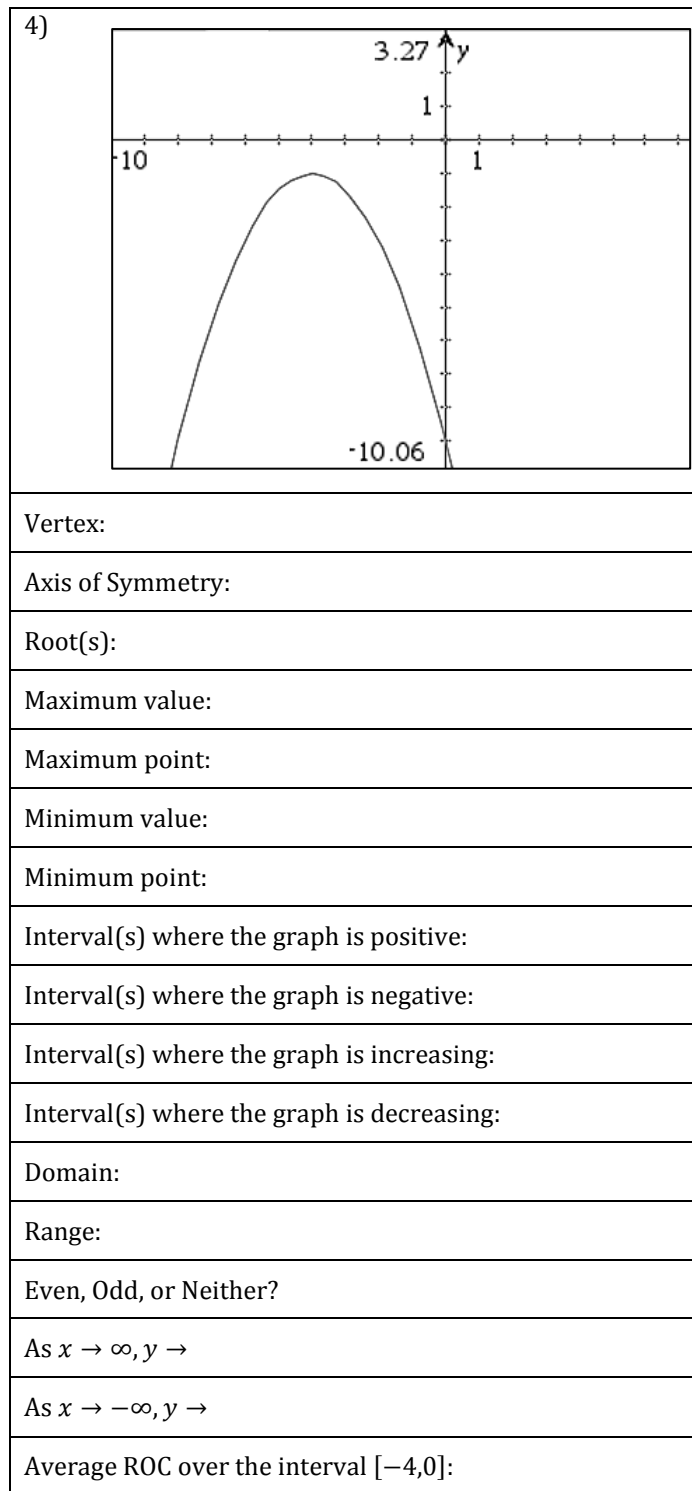 4)
3.27 y
1
-10 1
-10.06
Vertex:
Axis of Symmetry:
Root(s):
Maximum value:
Maximum point:
Minimum value:
Minimum point:
Interval(s) where the graph is positive:
Interval(s) where the graph is negative:
Interval(s) where the graph is increasing:
Interval(s) where the graph is decreasing:
Domain:
Range:
Even, Odd, or Neither?
As 𝑥 → ∞, 𝑦 →
As 𝑥 → −∞, 𝑦 →
Average ROC over the interval [−4,0]: